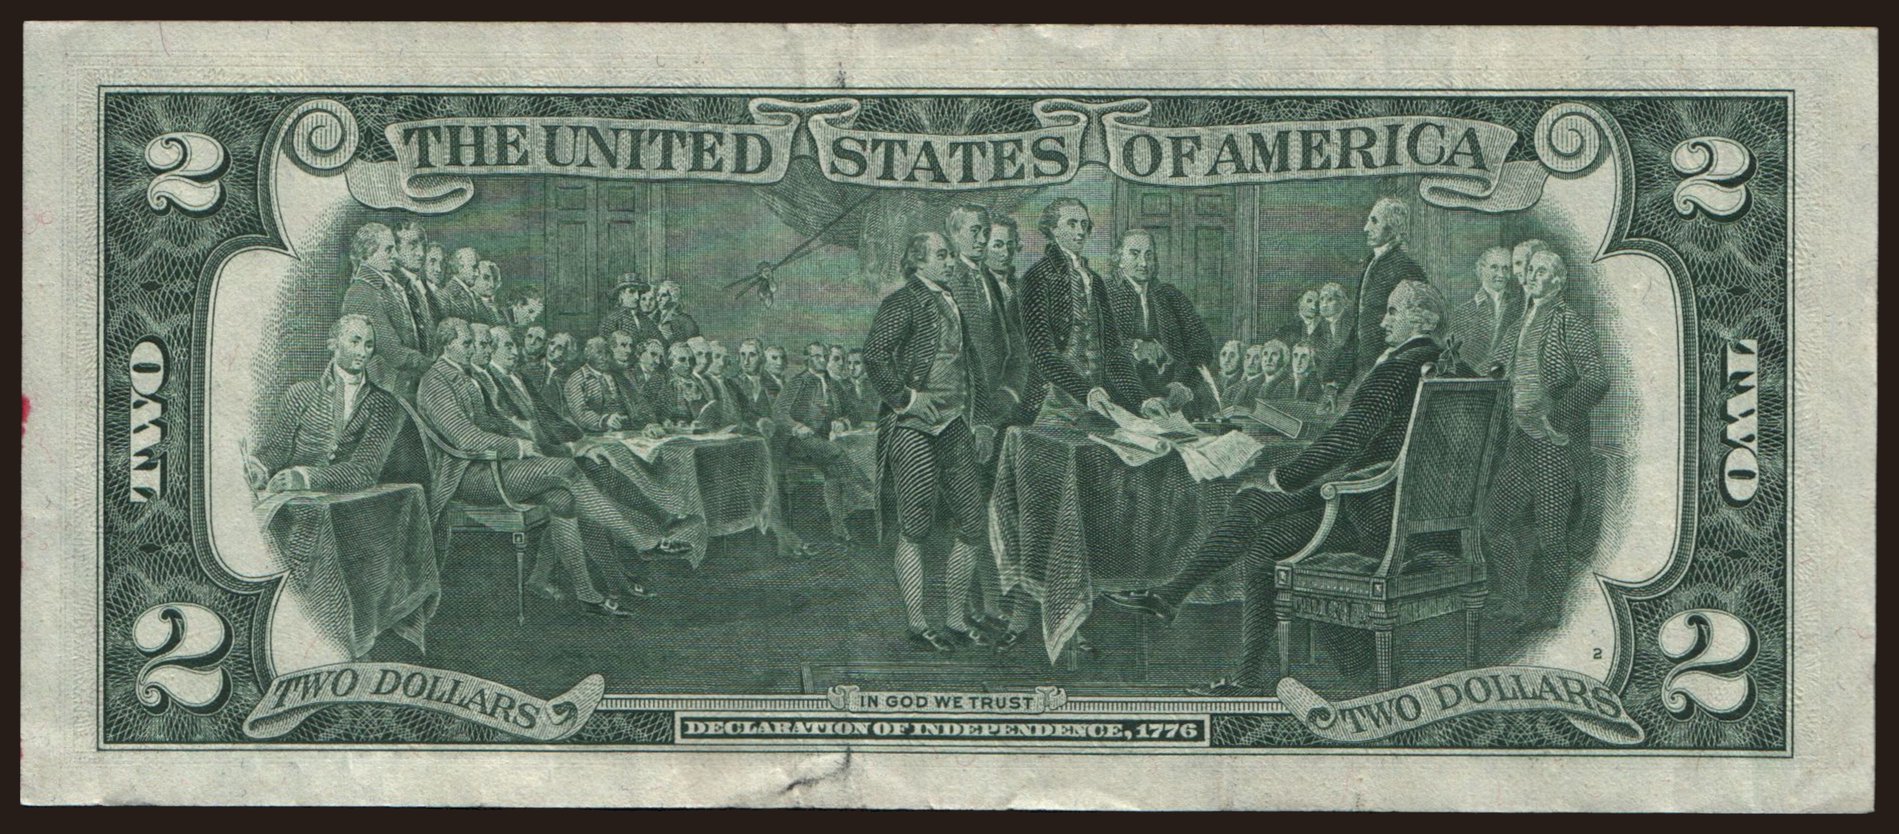 THE UNITED STATES OF AMERICA
2
2
TWO
TWO
2
2
2
TWO DOLLARS
IN GOD WE TRUST
TWO DOLLARS
DECLARATION OF INDEPENDENCE, 1776